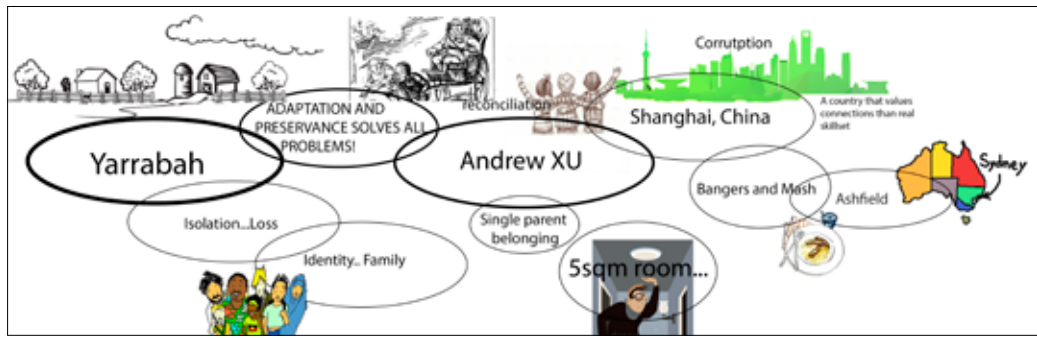 Corrutption
A country that values
connections than real
skillset
ADAPTATION AND
PRESERVANCE SOLVES ALL
PROBLEMS!
reconciliation
Shanghai, China
Yarrabah
Andrew XU
Sydney
Bangers and Mash
Ashfield
Isolation...Loss
Single parent
belonging
Identity.. Family
5sqm room...